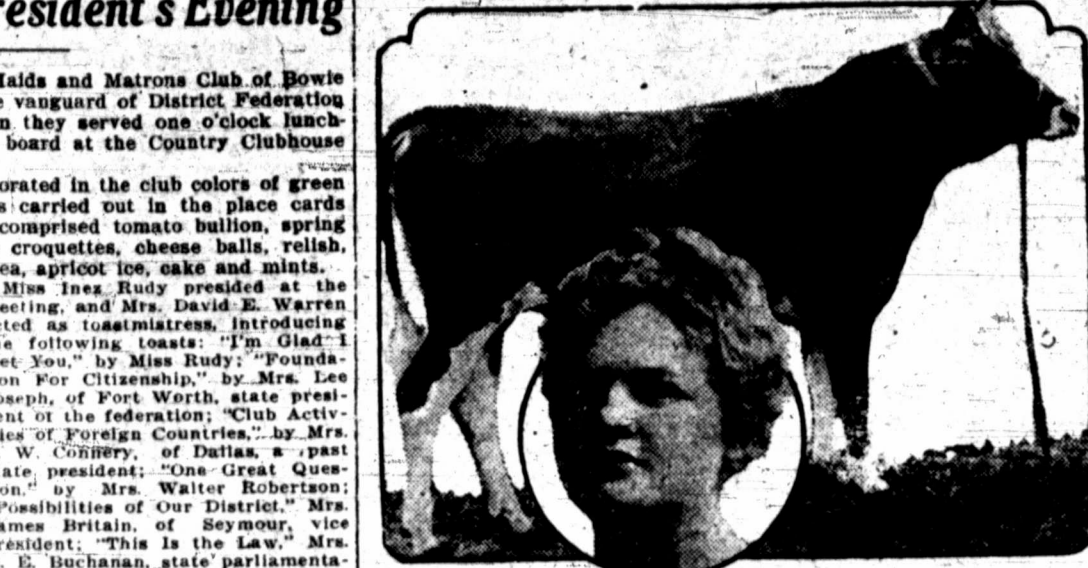 resident's Evening
Maids and Matrons Club of Bowie
e vanguard of District Federation
n they served one o'clock lunch-
board at the Country Clubhouse
orated in the club colors of green
s carried out in the place cards
comprised tomato bullion, spring
croquettes, cheese balls, relish,
ea, apricot ice, cake and mints.
Miss Inez Rudy presided at the
eeting, and Mrs. David E. Warren
cted as toastmistress, introducing
e following toasts: "I'm Glad I
et You," by Miss Rudy; "Founda-
on For Citizenship," by Mrs. Lee
oseph, of Fort Worth, state presi-
ent of the federation; "Club Activ-
ies of Foreign Countries," by Mrs.
W. Connery, of Dallas, a past
ate president; "One Great Ques-
on," by Mrs. Walter Robertson;
Possibilities of Our District," Mrs.
ames Britain, of Seymour, vice
resident; "This Is the Law," Mrs.
. E. Buchanan, state parliamenta-